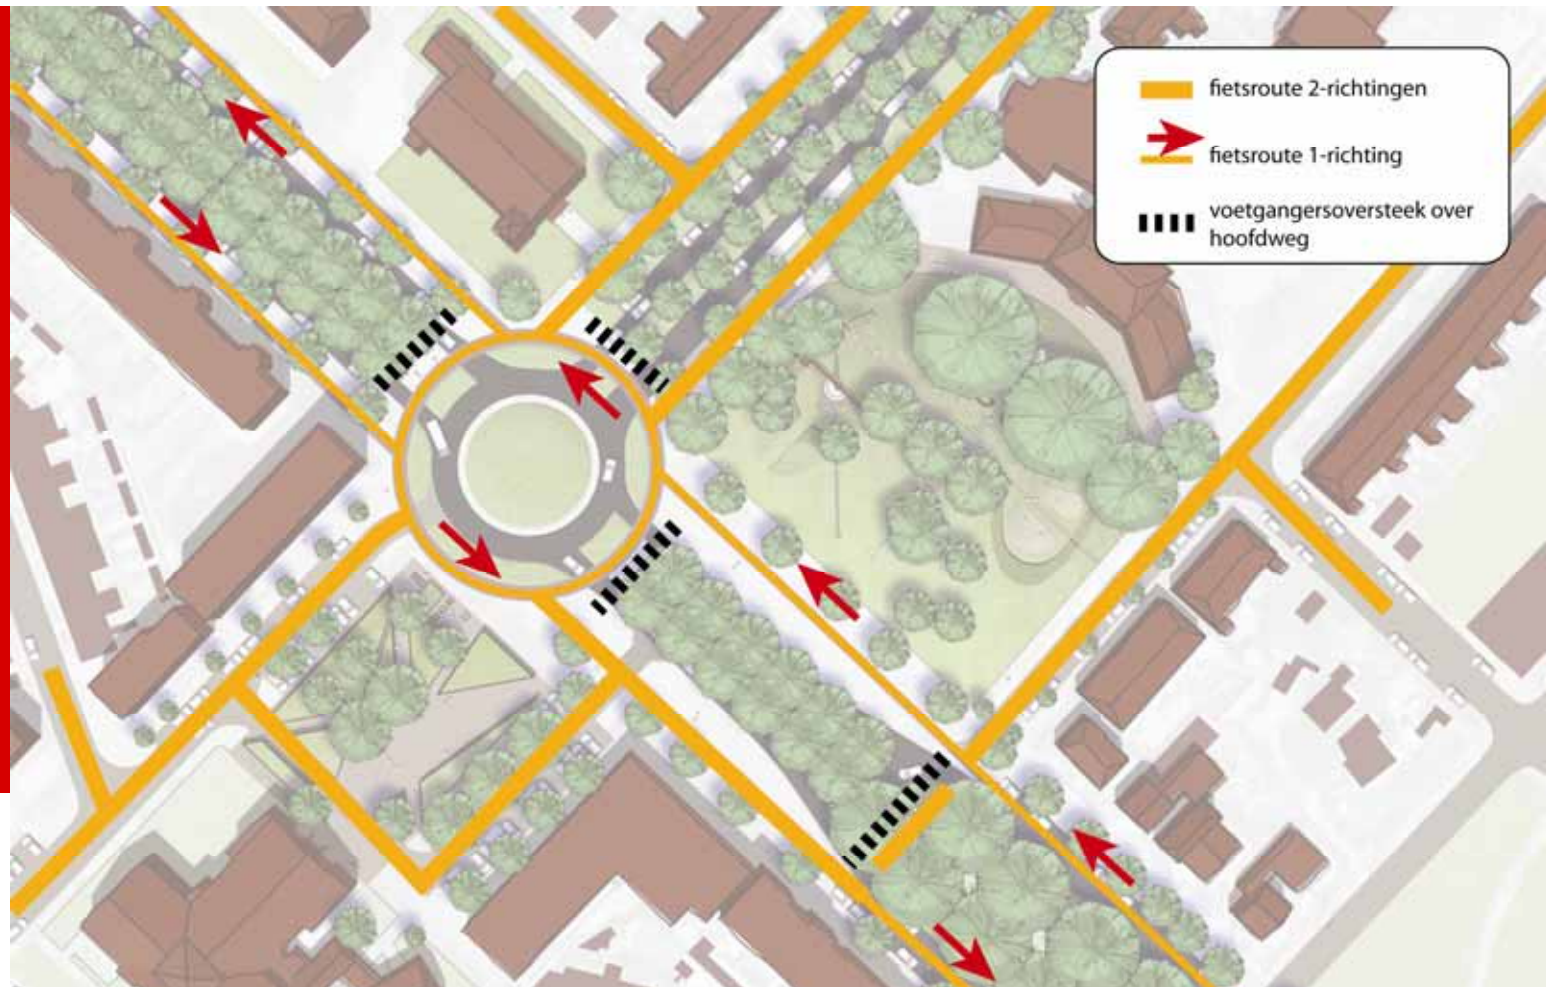 fietsroute 2-richtingen
fietsroute 1-richting
voetgangersoversteek over
hoofdweg